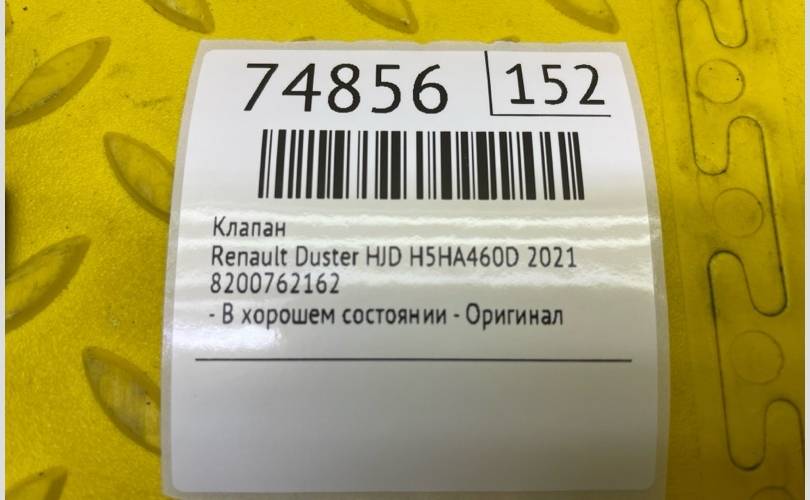 74856 152
Клапан
Renault Duster HJD H5HA460D 2021
8200762162
- В хорошем состоянии - Оригинал